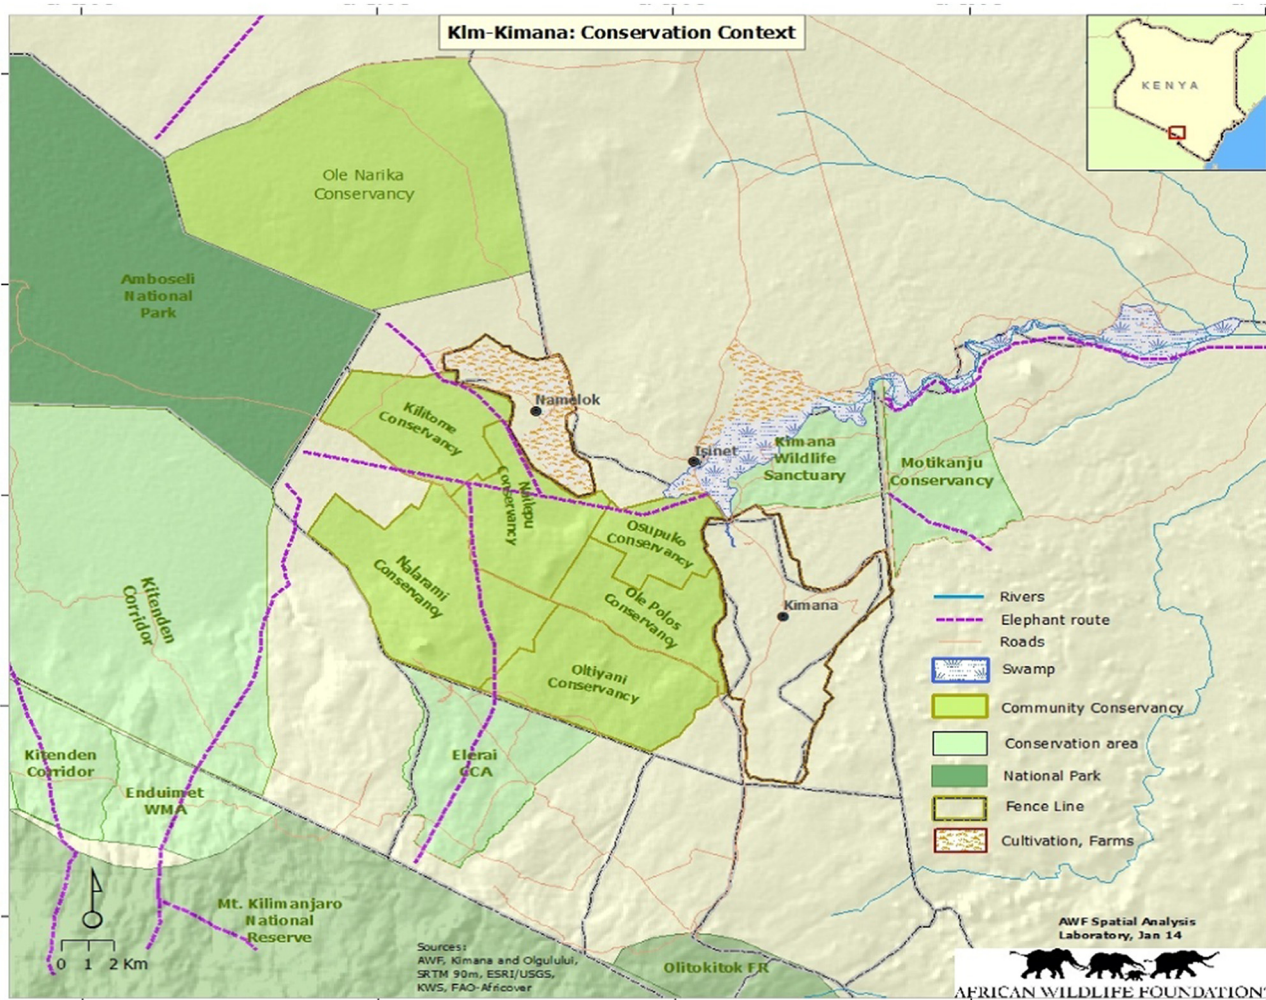 Klm-Kimana: Conservation Context
KENYA
Ole Narika
Conservancy
Amboseli
National
Park
Namelok
Kilitome
Conservancy
Isinet
Kimana
Wildlife
Sanctuary
Motikanju
Conservancy
Nailepu
Conservancy
Osupuko
Conservancy
Nalarami
Conservancy
Ole Polos
Conservancy
Kimana
Kitenden
Corridor
Oltiyani
Conservancy
Rivers
Elephant route
Roads
Swamp
Community Conservancy
Conservation area
National Park
Fence Line
Cultivation, Farms
Kitenden
Corridor
Enduimet
WMA
Elerai
CCA
Mt. Kilimanjaro
National
Reserve
0 1 2 Km
Sources:
AWF, Kimana and Olgulului,
SRTM 90m, ESRI/USGS,
KWS, FAO-Africover
Olitokitok FR
AWF Spatial Analysis
Laboratory, Jan 14
AFRICAN WILDLIFE FOUNDATION